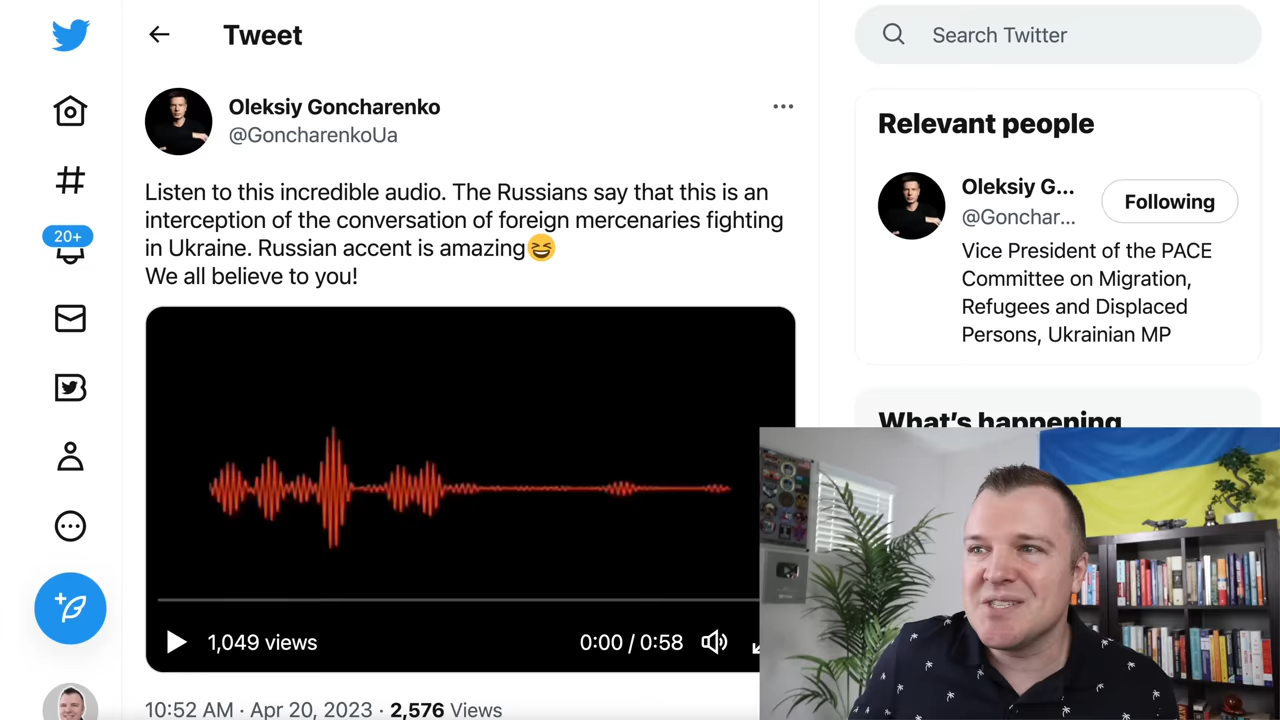 Tweet
Search Twitter
Oleksiy Goncharenko
@GoncharenkoUa
Listen to this incredible audio. The Russians say that this is an
interception of the conversation of foreign mercenaries fighting
in Ukraine. Russian accent is amazing😆
We all believe to you!
1,049 views
0:00 / 0:58
10:52 AM · Apr 20, 2023 · 2,576 Views
20+
Relevant people
Oleksiy G...
@Gonchar...
Following
Vice President of the PACE
Committee on Migration,
Refugees and Displaced
Persons, Ukrainian MP
What's happening